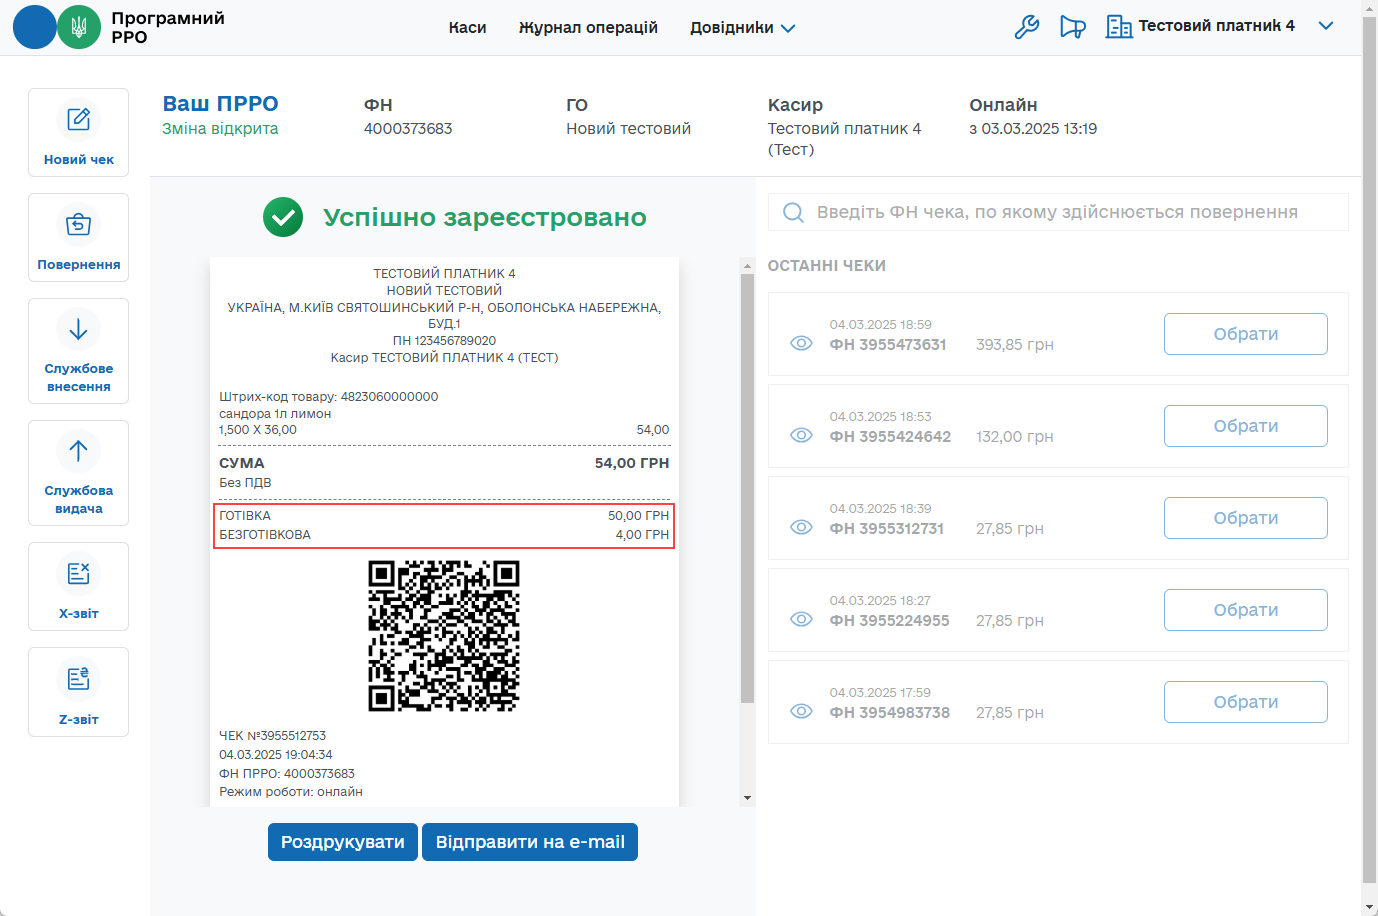 Програмний
РРО
Каси
Журнал операцій
Довідники
Тестовий платник 4
Новий чек
Повернення
Службове
внесення
Службова
видача
X-звіт
Z-звіт
Ваш ПРРО
Зміна відкрита
ФН
4000373683
ГО
Новий тестовий
Касир
Тестовий платник 4
(Тест)
Онлайн
з 03.03.2025 13:19
Успішно зареєстровано
ТЕСТОВИЙ ПЛАТНИК 4
НОВИЙ ТЕСТОВИЙ
УКРАЇНА, М.КИЇВ СВЯТОШИНСЬКИЙ Р-Н, ОБОЛОНСЬКА НАБЕРЕЖНА,
БУД.1
ПН 123456789020
Касир ТЕСТОВИЙ ПЛАТНИК 4 (ТЕСТ)
Штрих-код товару: 4823060000000
сандора 1л лимон
1,500 X 36,00 54,00
СУМА 54,00 ГРН
Без ПДВ
ГОТІВКА 50,00 ГРН
БЕЗГОТІВКОВА 4,00 ГРН
ЧЕК №3955512753
04.03.2025 19:04:34
ФН ПРРО: 4000373683
Режим роботи: онлайн
Роздрукувати
Відправити на e-mail
Введіть ФН чека, по якому здійснюється повернення
ОСТАННІ ЧЕКИ
04.03.2025 18:59
ФН 3955473631 393,85 грн
Обрати
04.03.2025 18:53
ФН 3955424642 132,00 грн
Обрати
04.03.2025 18:39
ФН 3955312731 27,85 грн
Обрати
04.03.2025 18:27
ФН 3955224955 27,85 грн
Обрати
04.03.2025 17:59
ФН 3954983738 27,85 грн
Обрати